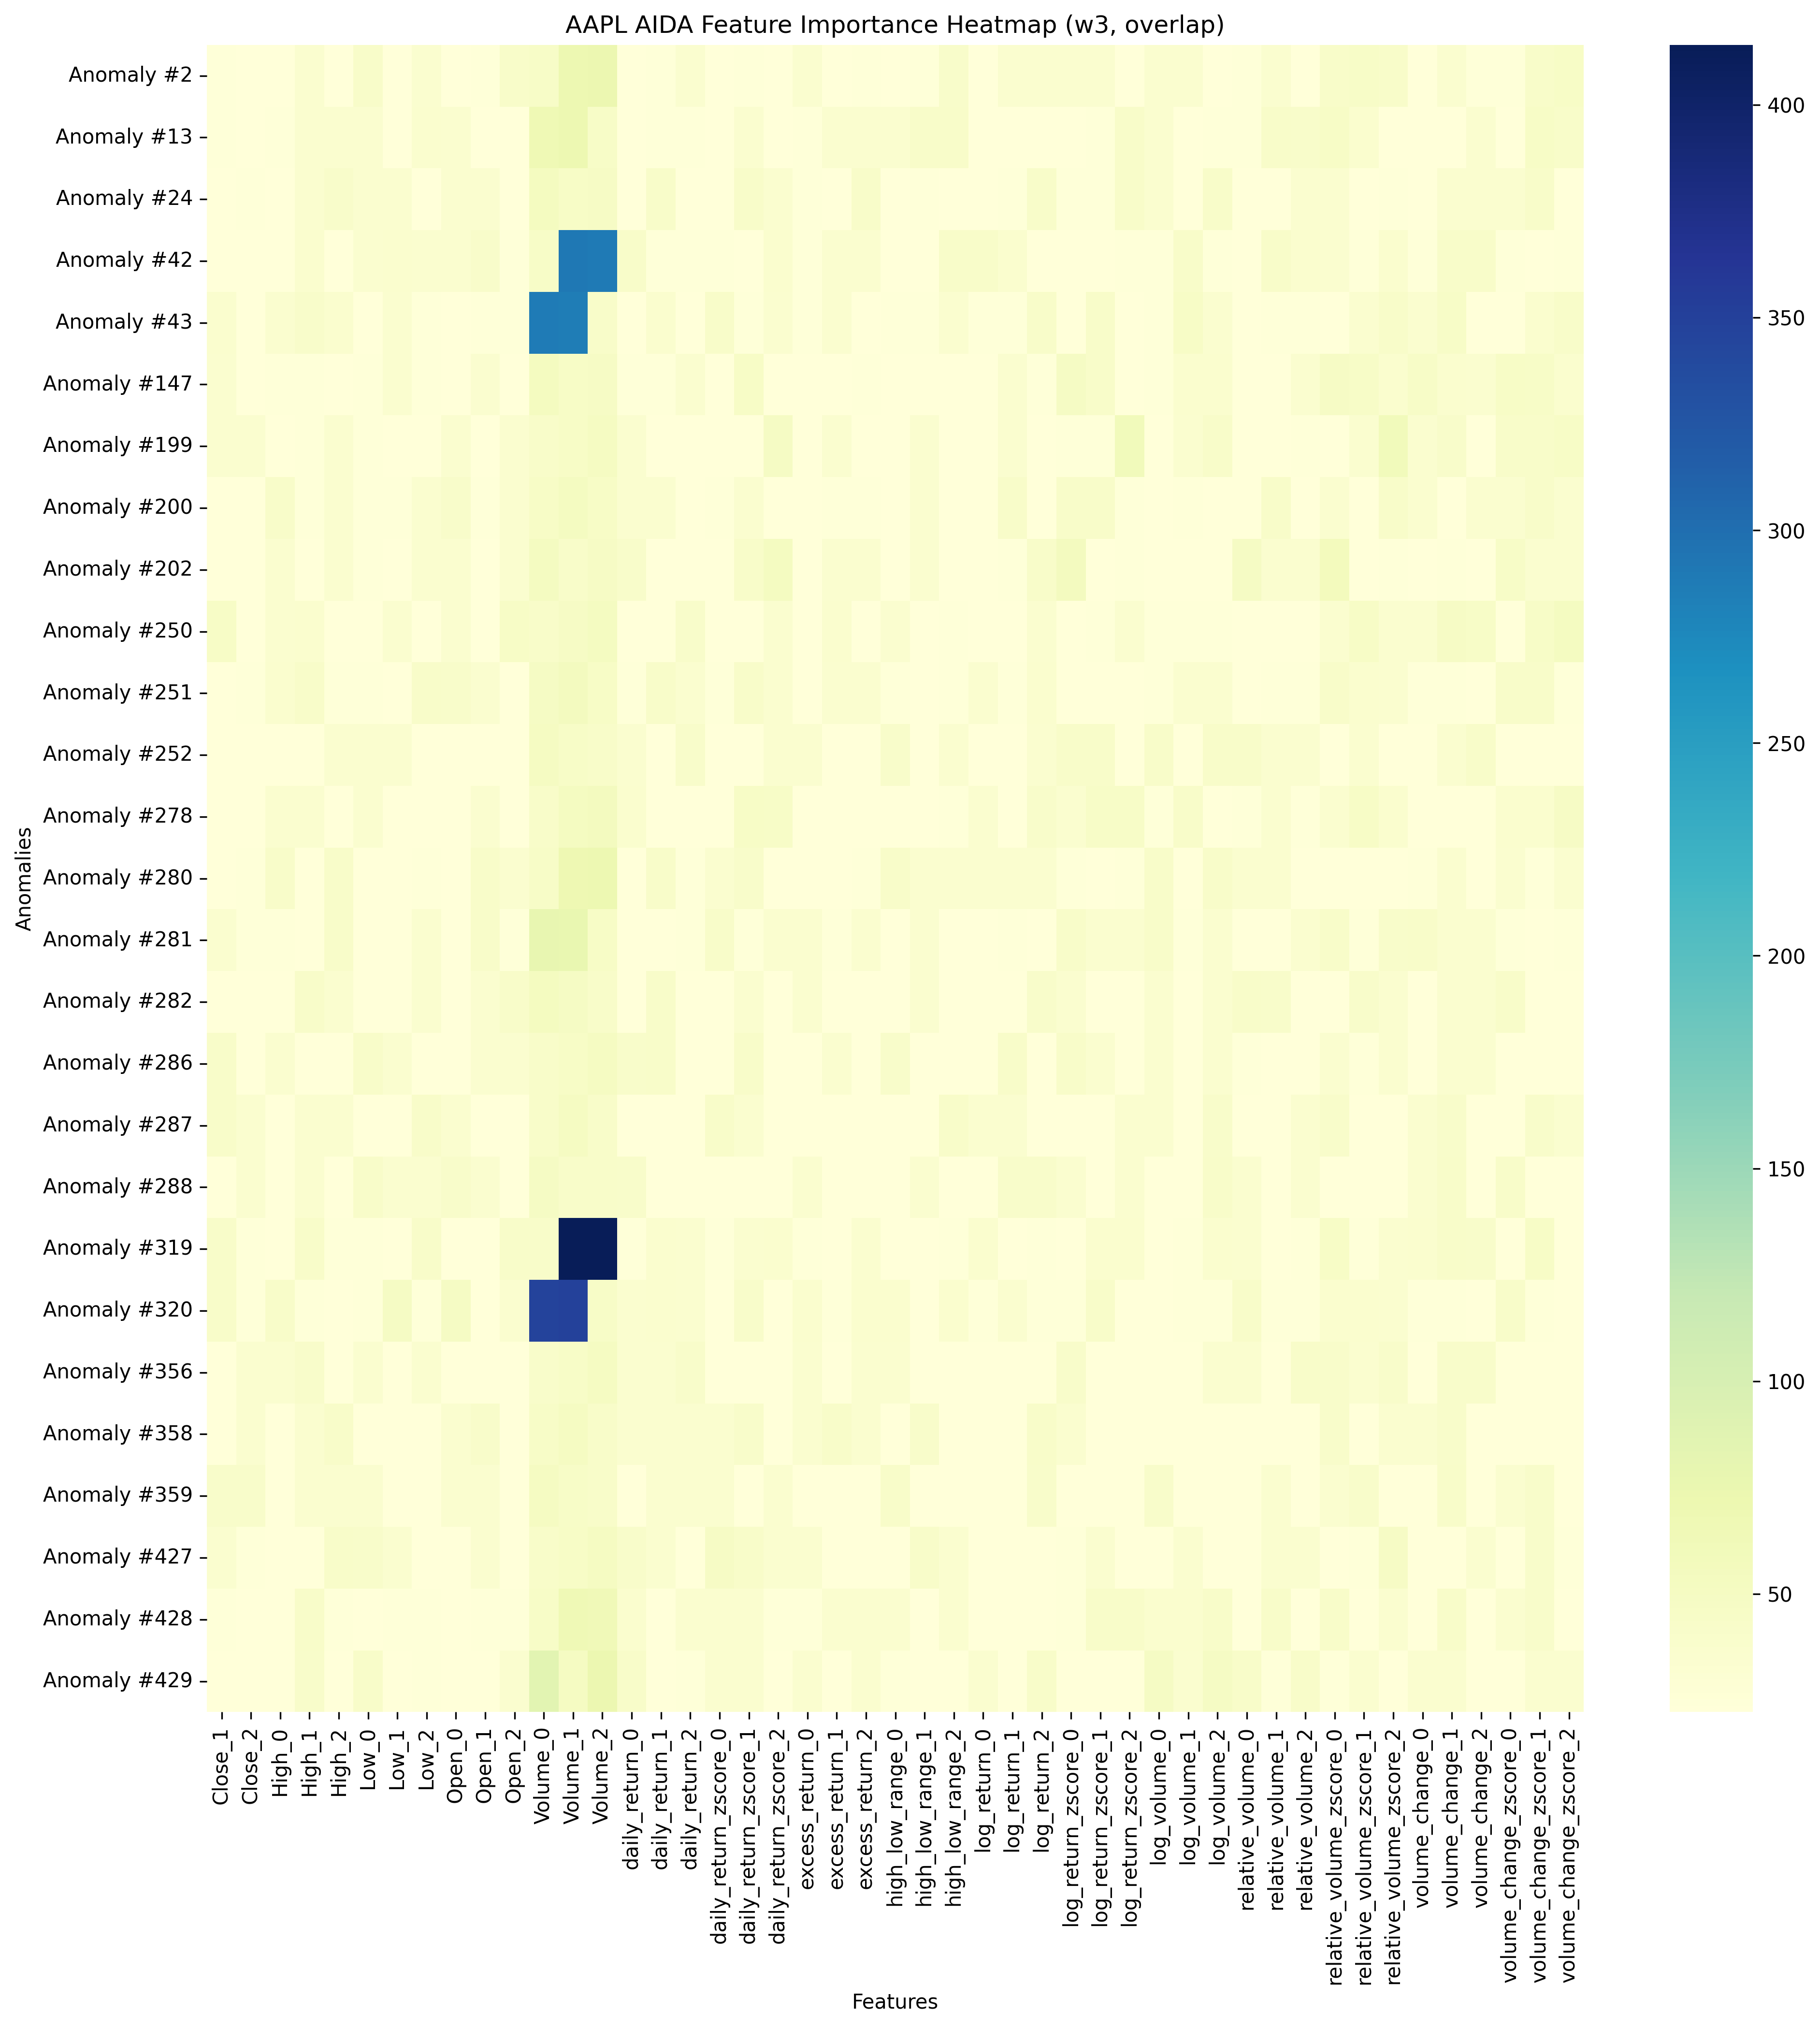 AAPL AIDA Feature Importance Heatmap (w3, overlap)
Anomalies
Anomaly #2
Anomaly #13
Anomaly #24
Anomaly #42
Anomaly #43
Anomaly #147
Anomaly #199
Anomaly #200
Anomaly #202
Anomaly #250
Anomaly #251
Anomaly #252
Anomaly #278
Anomaly #280
Anomaly #281
Anomaly #282
Anomaly #286
Anomaly #287
Anomaly #288
Anomaly #319
Anomaly #320
Anomaly #356
Anomaly #358
Anomaly #359
Anomaly #427
Anomaly #428
Anomaly #429
Close_1
Close_2
High_0
High_1
High_2
Low_0
Low_1
Low_2
Open_0
Open_1
Open_2
Volume_0
Volume_1
Volume_2
daily_return_0
daily_return_1
daily_return_2
daily_return_zscore_0
daily_return_zscore_1
daily_return_zscore_2
excess_return_0
excess_return_1
excess_return_2
high_low_range_0
high_low_range_1
high_low_range_2
log_return_0
log_return_1
log_return_2
log_return_zscore_0
log_return_zscore_1
log_return_zscore_2
log_volume_0
log_volume_1
log_volume_2
relative_volume_0
relative_volume_1
relative_volume_2
relative_volume_zscore_0
relative_volume_zscore_1
relative_volume_zscore_2
volume_change_0
volume_change_1
volume_change_2
volume_change_zscore_0
volume_change_zscore_1
volume_change_zscore_2
Features
400
350
300
250
200
150
100
50